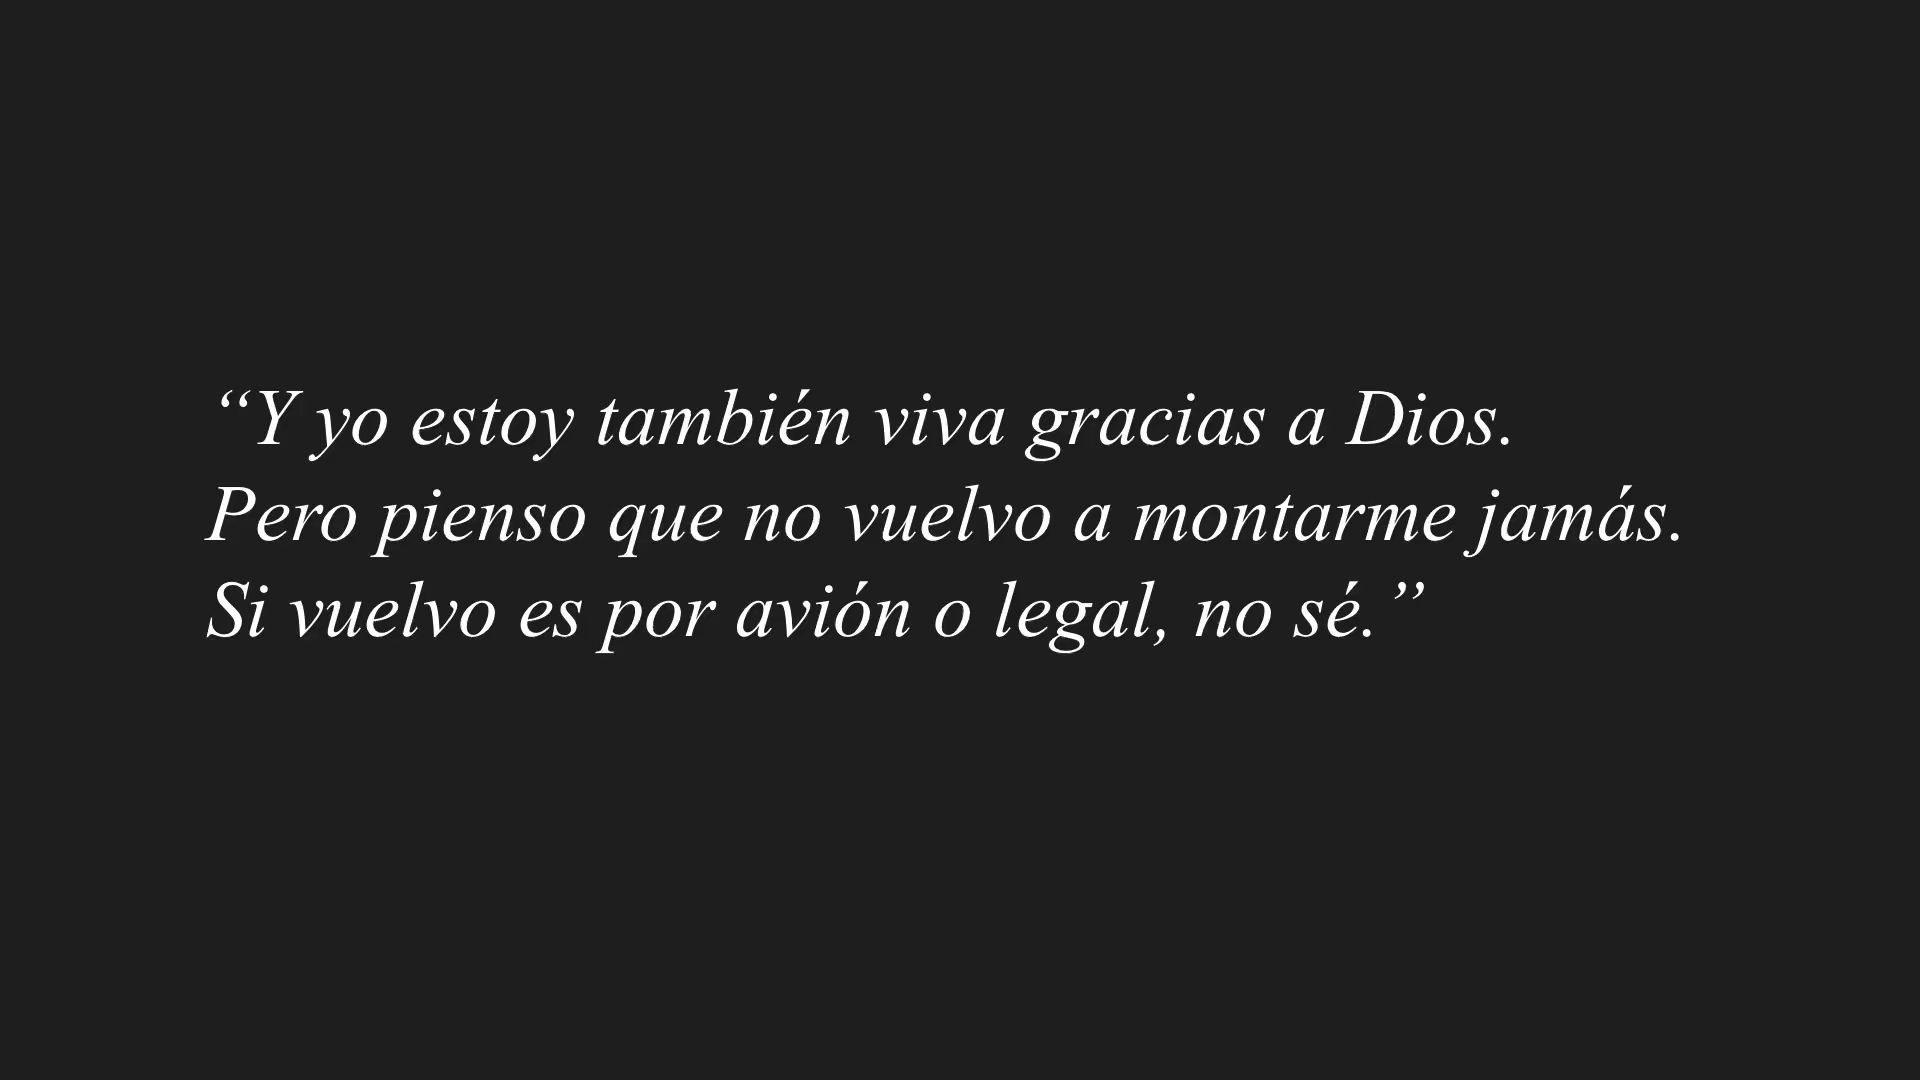 “Y yo estoy también viva gracias a Dios.
Pero pienso que no vuelvo a montarme jamás.
Si vuelvo es por avión o legal, no sé.”